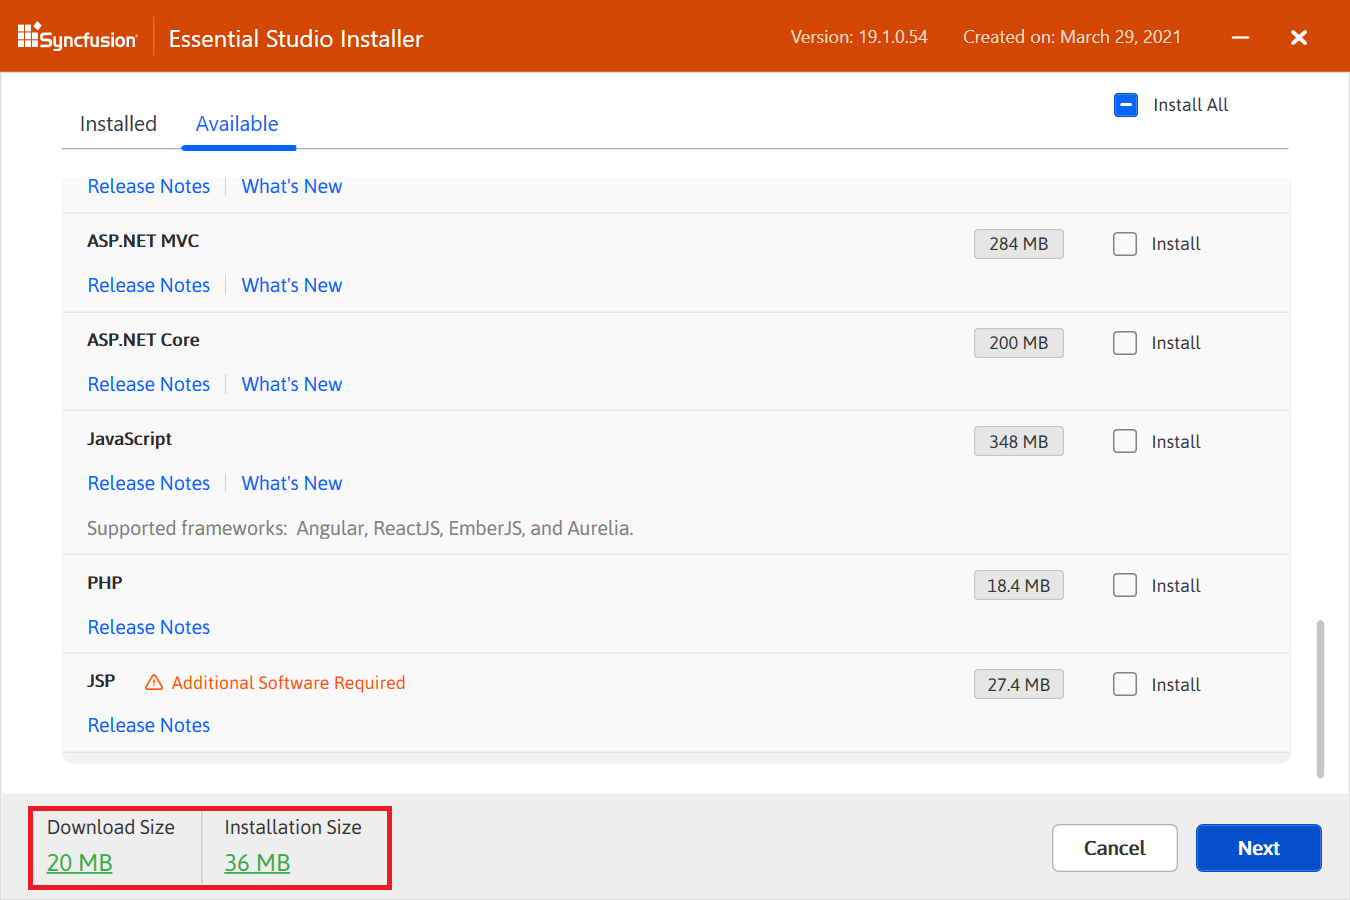 Syncfusion Essential Studio Installer Version: 19.1.0.54 Created on: March 29, 2021
Installed Available Install All
Release Notes What's New
ASP.NET MVC 284 MB Install
Release Notes What's New
ASP.NET Core 200 MB Install
Release Notes What's New
JavaScript 348 MB Install
Release Notes What's New
Supported frameworks: Angular, ReactJS, EmberJS, and Aurelia.
PHP 18.4 MB Install
Release Notes
JSP Additional Software Required 27.4 MB Install
Release Notes
Download Size Installation Size
20 MB 36 MB
Cancel Next